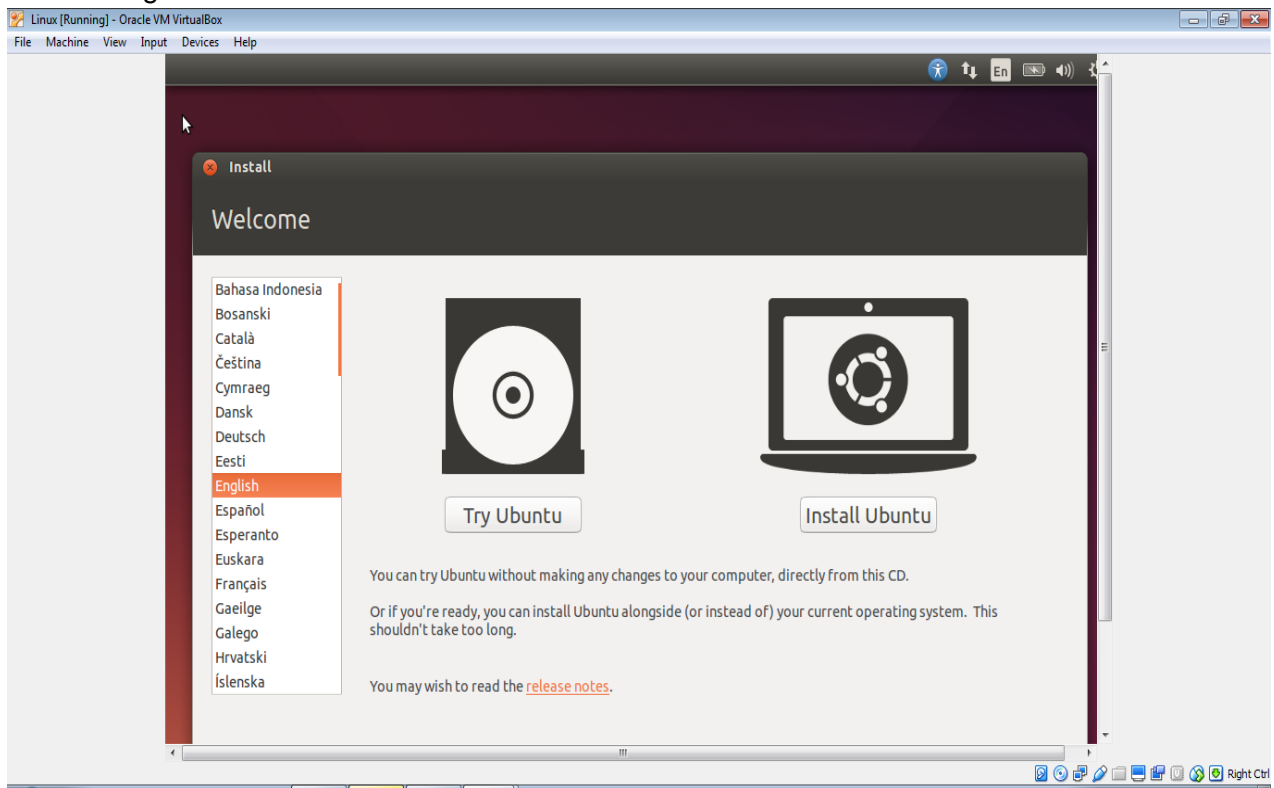 Linux [Running] - Oracle VM VirtualBox
File Machine View Input Devices Help
En
Install
Welcome
Bahasa Indonesia
Bosanski
Català
Čeština
Cymraeg
Dansk
Deutsch
Eesti
English
Español
Esperanto
Euskara
Français
Gaeilge
Galego
Hrvatski
Íslenska
Try Ubuntu
Install Ubuntu
You can try Ubuntu without making any changes to your computer, directly from this CD.
Or if you're ready, you can install Ubuntu alongside (or instead of) your current operating system. This
shouldn't take too long.
You may wish to read the release notes.
Right Ctrl